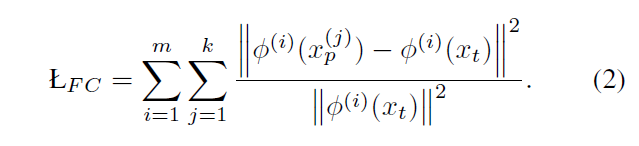 Ł_{FC} = \sum_{i=1}^{m} \sum_{j=1}^{k} \frac{\left\| \phi^{(i)}(x_p^{(j)}) - \phi^{(i)}(x_t) \right\|^2}{\left\| \phi^{(i)}(x_t) \right\|^2}. (2)